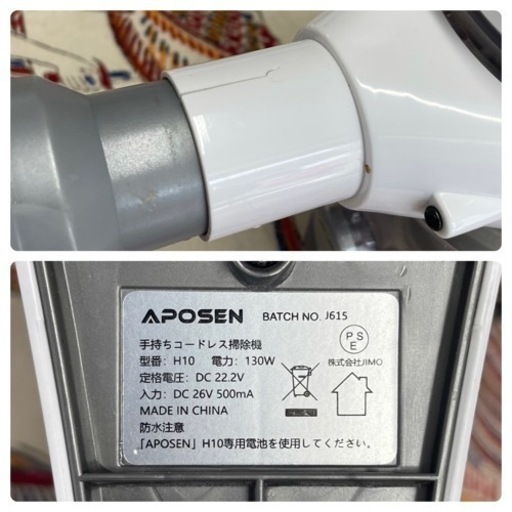 APOSEN BATCH NO. J615
手持ちコードレス掃除機
型番: H10 電力: 130W
定格電圧: DC 22.2V
入力: DC 26V 500mA
MADE IN CHINA
防水注意
「APOSEN」H10専用電池を使用してください。
PS
E
株式会社JIMO